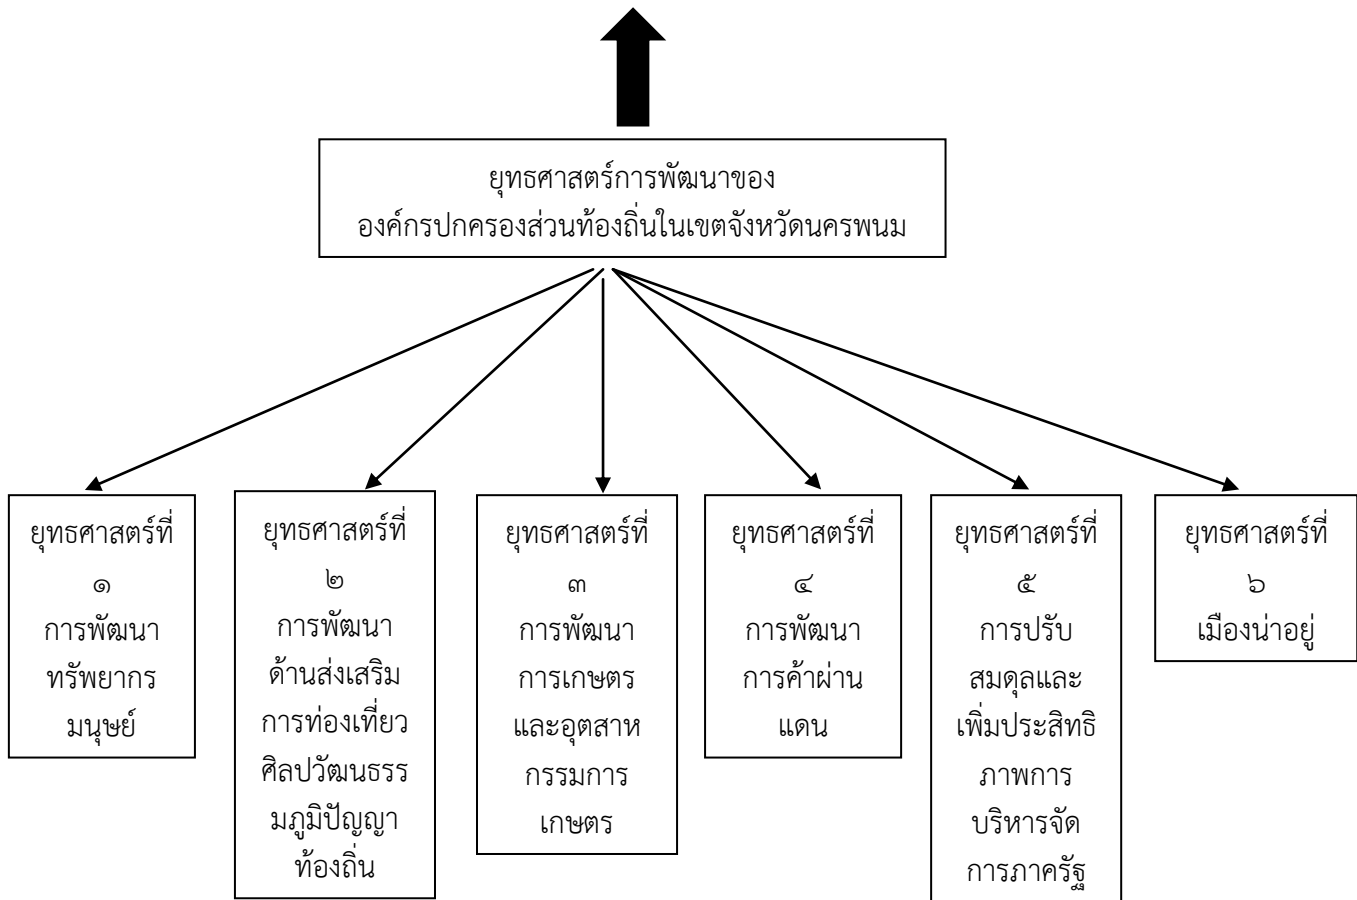 ยุทธศาสตร์การพัฒนาของ
องค์กรปกครองส่วนท้องถิ่นในเขตจังหวัดนครพนม
ยุทธศาสตร์ที่
๑
การพัฒนา
ทรัพยากร
มนุษย์
ยุทธศาสตร์ที่
๒
การพัฒนา
ด้านส่งเสริม
การท่องเที่ยว
ศิลปวัฒนธรร
มภูมิปัญญา
ท้องถิ่น
ยุทธศาสตร์ที่
๓
การพัฒนา
การเกษตร
และอุตสาห
กรรมการ
เกษตร
ยุทธศาสตร์ที่
๔
การพัฒนา
การค้าผ่าน
แดน
ยุทธศาสตร์ที่
๕
การปรับ
สมดุลและ
เพิ่มประสิทธิ
ภาพการ
บริหารจัด
การภาครัฐ
ยุทธศาสตร์ที่
๖
เมืองน่าอยู่